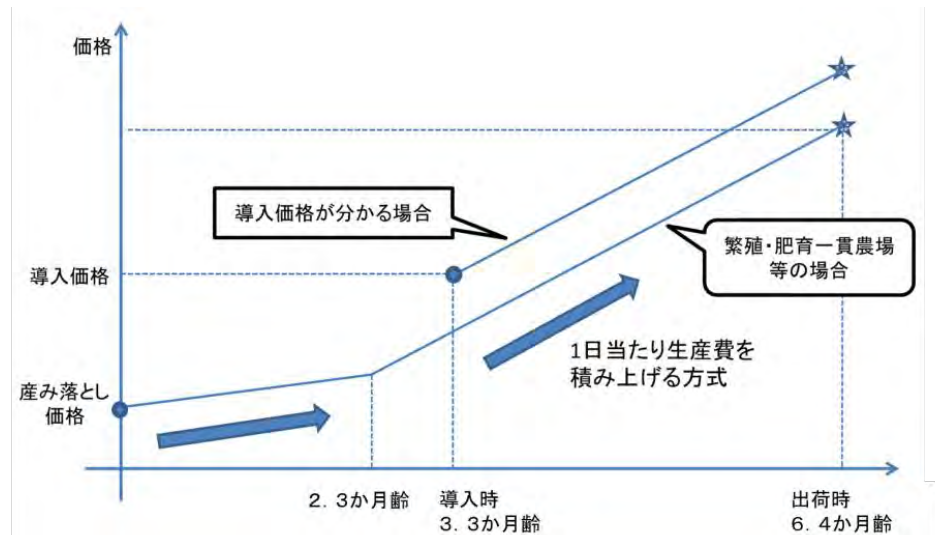 価格
導入価格が分かる場合
繁殖・肥育一貫農場
等の場合
導入価格
1日当たり生産費を
積み上げる方式
産み落とし
価格
2．3か月齢
導入時
3．3か月齢
出荷時
6．4か月齢